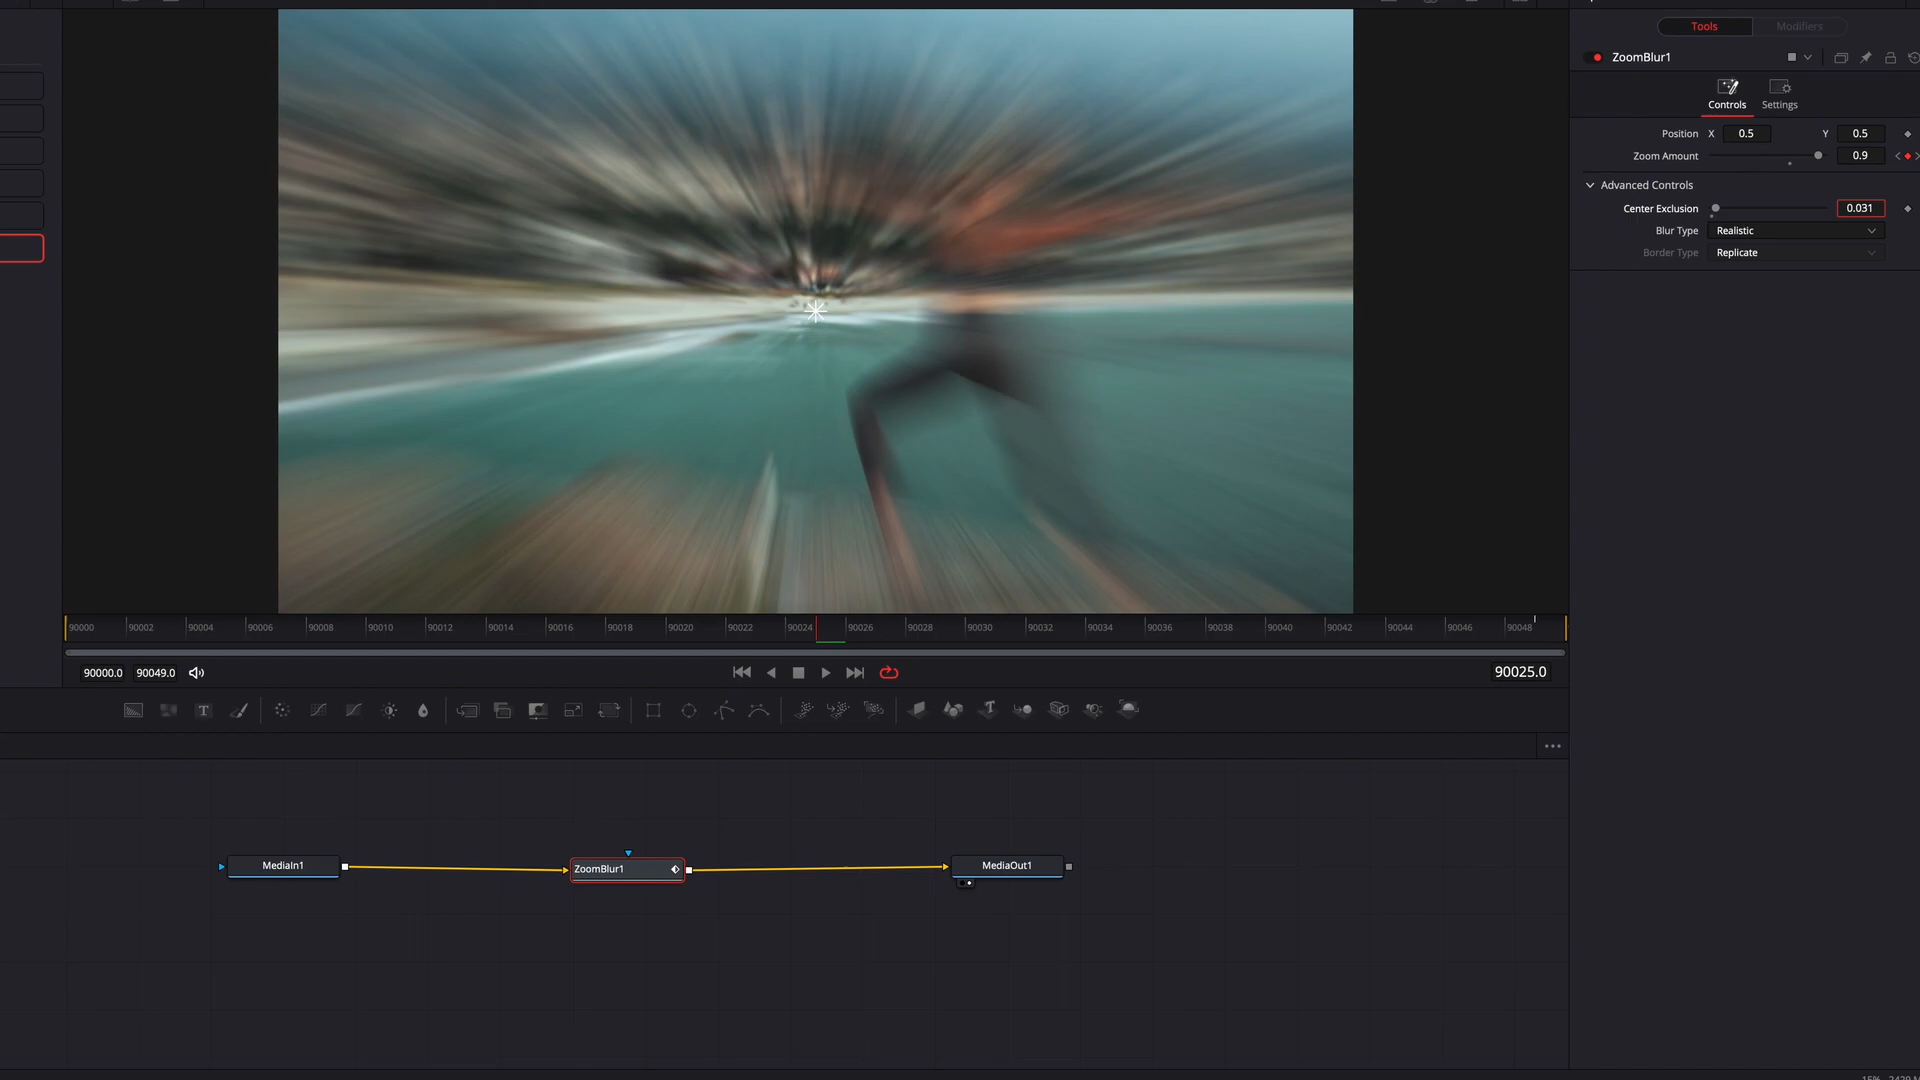 Tools Modifiers
ZoomBlur1
Controls Settings
Position X 0.5 Y 0.5
Zoom Amount 0.9
Advanced Controls
Center Exclusion 0.031
Blur Type Realistic
Border Type Replicate
90000 90002 90004 90006 90008 90010 90012 90014 90016 90018 90020 90022 90024 90026 90028 90030 90032 90034 90036 90038 90040 90042 90044 90046 90048
90000.0 90049.0 90025.0
T
MediaIn1 ZoomBlur1 MediaOut1